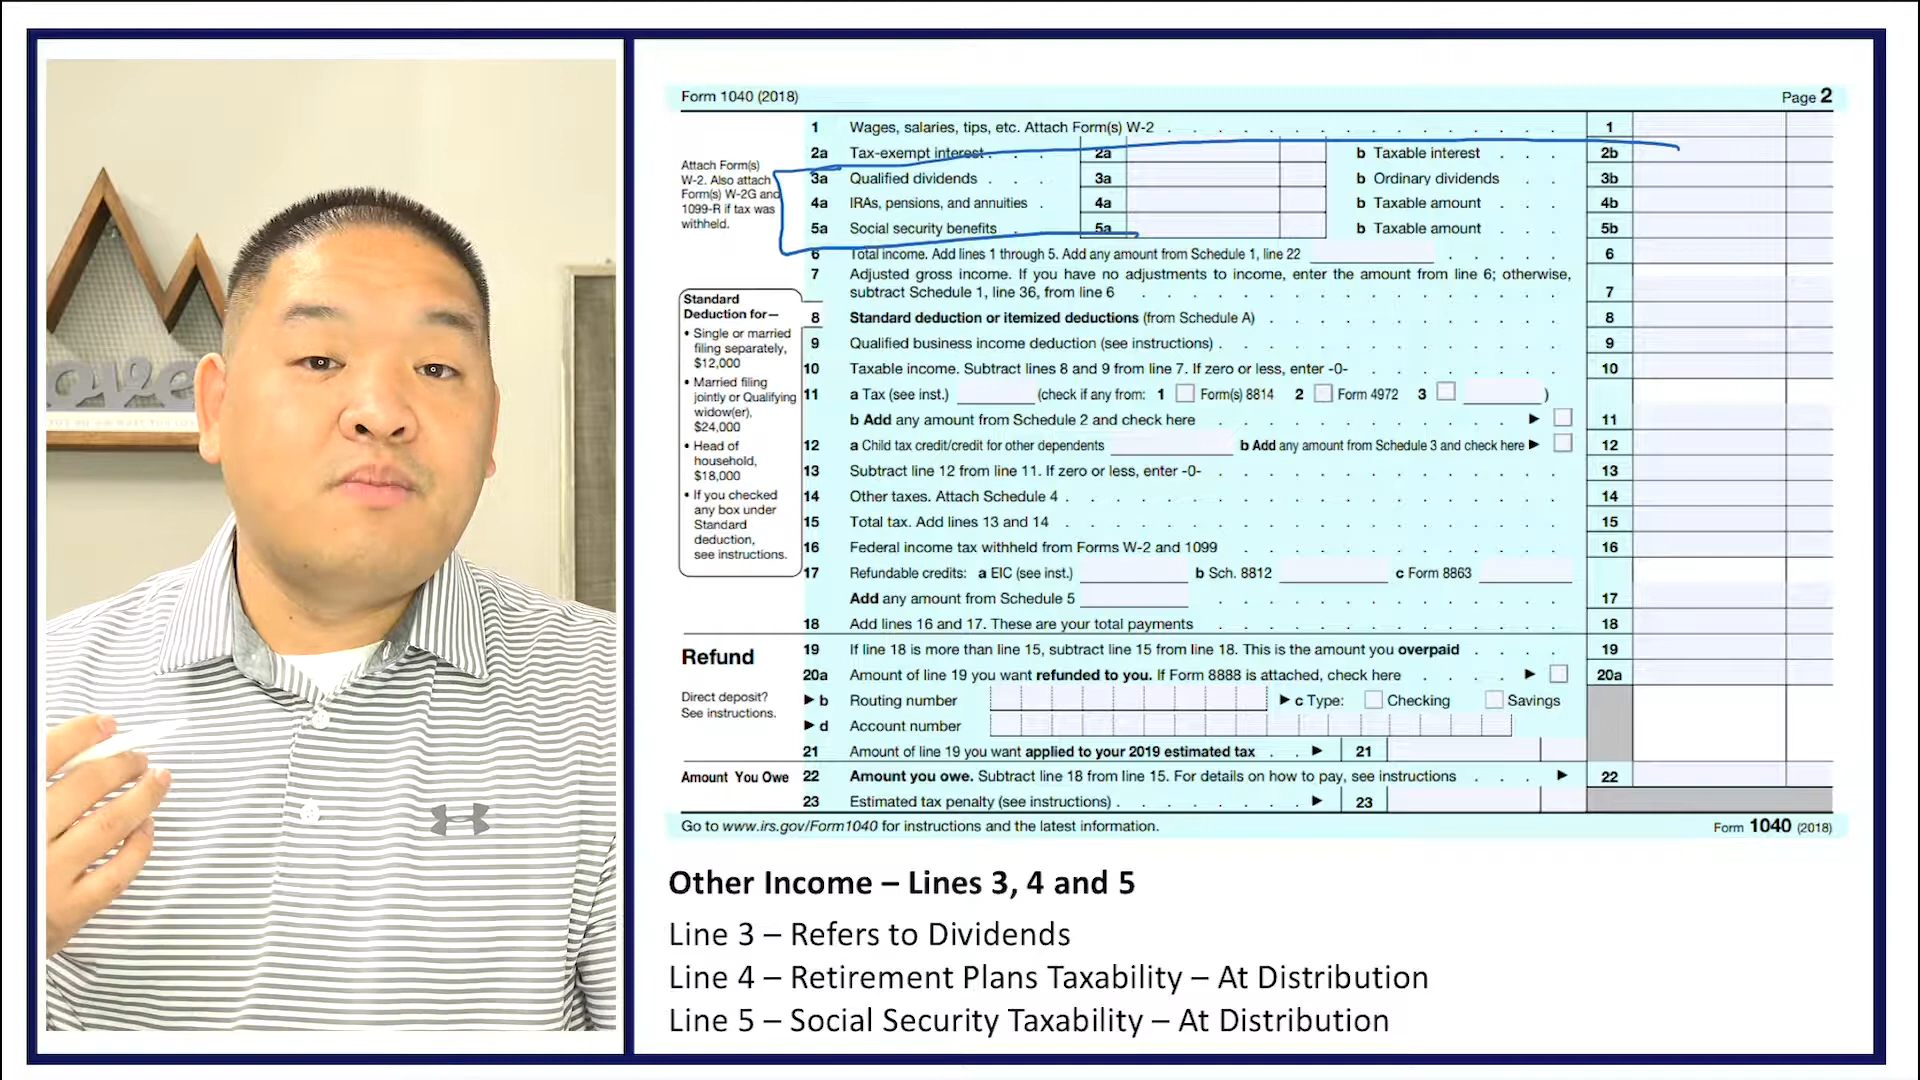 Form 1040 (2018) Page 2
Attach Form(s)
W-2. Also attach
Form(s) W-2G and
1099-R if tax was
withheld.
1 Wages, salaries, tips, etc. Attach Form(s) W-2 . . . . . . . . . . . . . . . . 1
2a Tax-exempt interest . . . 2a b Taxable interest . . . 2b
3a Qualified dividends . . . 3a b Ordinary dividends . . 3b
4a IRAs, pensions, and annuities . 4a b Taxable amount . . . 4b
5a Social security benefits . . 5a b Taxable amount . . . 5b
6 Total income. Add lines 1 through 5. Add any amount from Schedule 1, line 22 . . . . . 6
7 Adjusted gross income. If you have no adjustments to income, enter the amount from line 6; otherwise,
subtract Schedule 1, line 36, from line 6 . . . . . . . . . . . . . . . . . 7
Standard
Deduction for—
• Single or married
filing separately,
$12,000
• Married filing
jointly or Qualifying
widow(er),
$24,000
• Head of
household,
$18,000
• If you checked
any box under
Standard
deduction,
see instructions.
8 Standard deduction or itemized deductions (from Schedule A) . . . . . . . . . . . . 8
9 Qualified business income deduction (see instructions) . . . . . . . . . . . . . . 9
10 Taxable income. Subtract lines 8 and 9 from line 7. If zero or less, enter -0- . . . . . . . . 10
11 a Tax (see inst.) (check if any from: 1 Form(s) 8814 2 Form 4972 3 )
b Add any amount from Schedule 2 and check here . . . . . . . . . . . . ▶ 11
12 a Child tax credit/credit for other dependents b Add any amount from Schedule 3 and check here ▶ 12
13 Subtract line 12 from line 11. If zero or less, enter -0- . . . . . . . . . . . . . . 13
14 Other taxes. Attach Schedule 4 . . . . . . . . . . . . . . . . . . . . 14
15 Total tax. Add lines 13 and 14 . . . . . . . . . . . . . . . . . . . . 15
16 Federal income tax withheld from Forms W-2 and 1099 . . . . . . . . . . . . . 16
17 Refundable credits: a EIC (see inst.) b Sch. 8812 c Form 8863
Add any amount from Schedule 5 . . . . . . . . . . . . . . 17
18 Add lines 16 and 17. These are your total payments . . . . . . . . . . . . . . 18
Refund
19 If line 18 is more than line 15, subtract line 15 from line 18. This is the amount you overpaid . . . . 19
20a Amount of line 19 you want refunded to you. If Form 8888 is attached, check here . . . . ▶ 20a
Direct deposit?
See instructions.
▶ b Routing number ▶ c Type: Checking Savings
▶ d Account number
21 Amount of line 19 you want applied to your 2019 estimated tax . . ▶ 21
Amount You Owe 22 Amount you owe. Subtract line 18 from line 15. For details on how to pay, see instructions . . . ▶ 22
23 Estimated tax penalty (see instructions) . . . . . . . . ▶ 23
Go to www.irs.gov/Form1040 for instructions and the latest information. Form 1040 (2018)
Other Income – Lines 3, 4 and 5
Line 3 – Refers to Dividends
Line 4 – Retirement Plans Taxability – At Distribution
Line 5 – Social Security Taxability – At Distribution